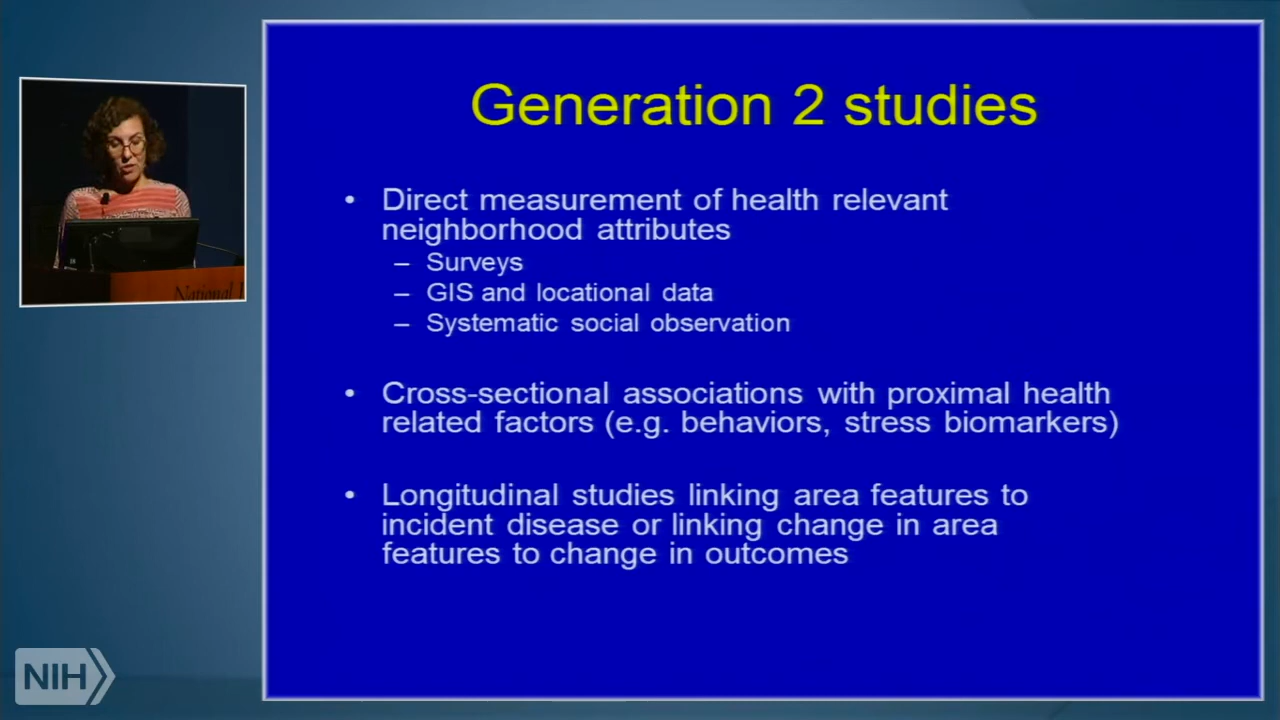 Generation 2 studies
• Direct measurement of health relevant
neighborhood attributes
– Surveys
– GIS and locational data
– Systematic social observation
• Cross-sectional associations with proximal health
related factors (e.g. behaviors, stress biomarkers)
• Longitudinal studies linking area features to
incident disease or linking change in area
features to change in outcomes
National
NIH